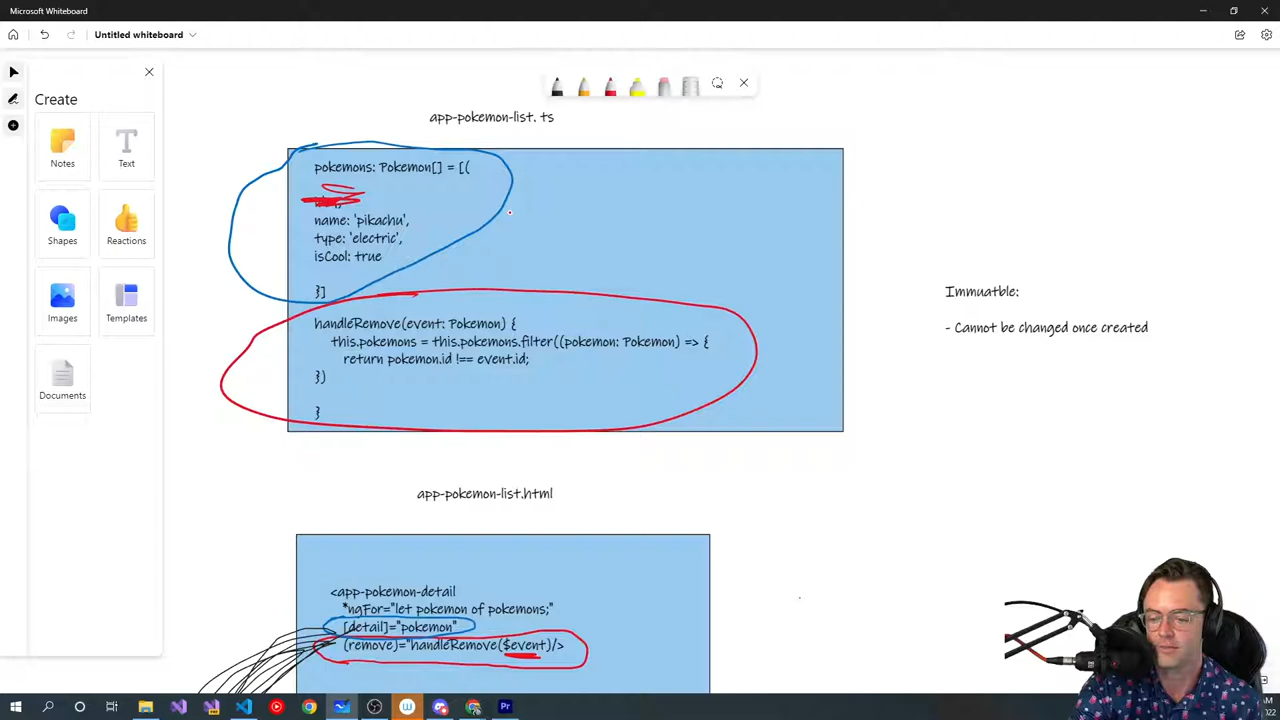 Microsoft Whiteboard
Untitled whiteboard
Create
Notes
Text
Shapes
Reactions
Images
Templates
Documents
app-pokemon-list. ts
pokemons: Pokemon[] = [(
name: 'pikachu',
type: 'electric',
isCool: true
}]
handleRemove(event: Pokemon) {
this.pokemons = this.pokemons.filter((pokemon: Pokemon) => {
return pokemon.id !== event.id;
})
}
Immuatble:
- Cannot be changed once created
app-pokemon-list.html
<app-pokemon-detail
*ngFor="let pokemon of pokemons;"
[detail]="pokemon"
(remove)="handleRemove($event)/>